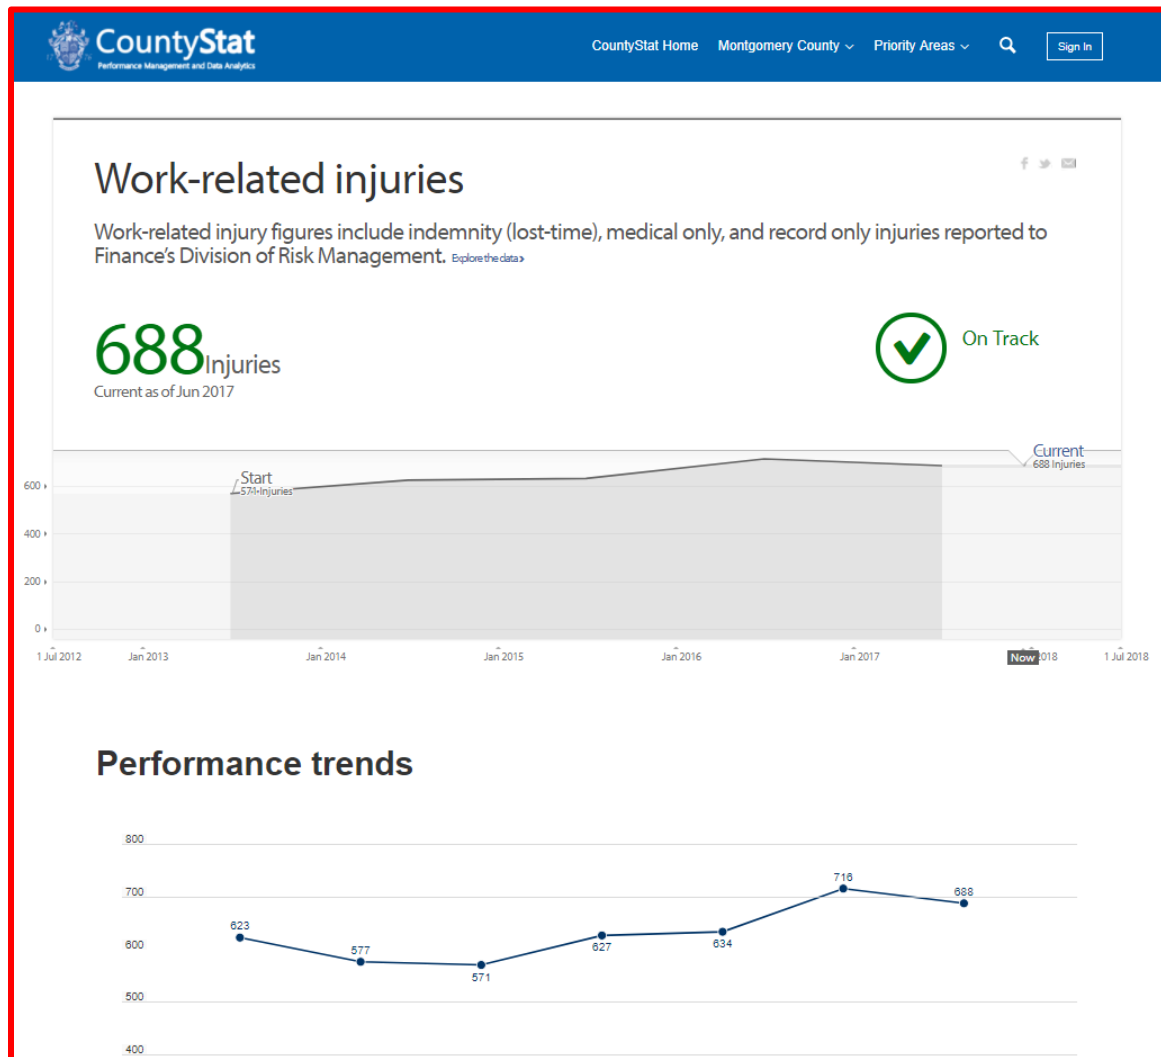 CountyStat
Performance Management and Data Analytics
CountyStat Home Montgomery County Priority Areas Sign In
Work-related injuries
Work-related injury figures include indemnity (lost-time), medical only, and record only injuries reported to
Finance's Division of Risk Management. Explore the data
688 Injuries
Current as of Jun 2017
On Track
Current
688 Injuries
Start
571 Injuries
600
400
200
0
1 Jul 2012 Jan 2013 Jan 2014 Jan 2015 Jan 2016 Jan 2017 Now 2018 1 Jul 2018
Performance trends
800
716
700
688
623
600
577
627
634
571
500
400